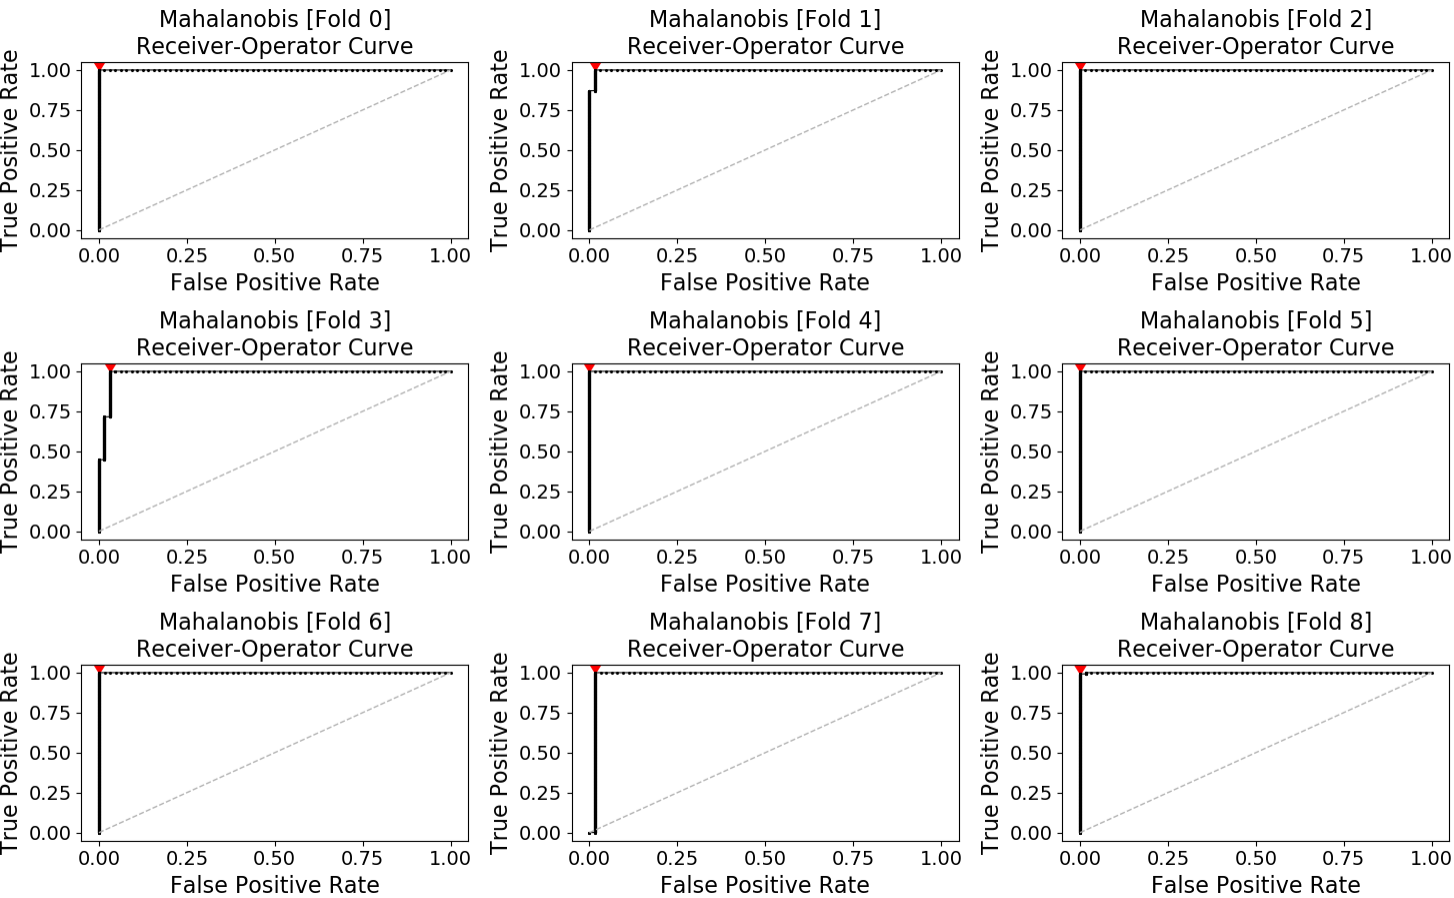 Mahalanobis [Fold 0]
Receiver-Operator Curve
True Positive Rate
1.00
0.75
0.50
0.25
0.00
0.00 0.25 0.50 0.75 1.00
False Positive Rate
Mahalanobis [Fold 1]
Receiver-Operator Curve
True Positive Rate
1.00
0.75
0.50
0.25
0.00
0.00 0.25 0.50 0.75 1.00
False Positive Rate
Mahalanobis [Fold 2]
Receiver-Operator Curve
True Positive Rate
1.00
0.75
0.50
0.25
0.00
0.00 0.25 0.50 0.75 1.00
False Positive Rate
Mahalanobis [Fold 3]
Receiver-Operator Curve
True Positive Rate
1.00
0.75
0.50
0.25
0.00
0.00 0.25 0.50 0.75 1.00
False Positive Rate
Mahalanobis [Fold 4]
Receiver-Operator Curve
True Positive Rate
1.00
0.75
0.50
0.25
0.00
0.00 0.25 0.50 0.75 1.00
False Positive Rate
Mahalanobis [Fold 5]
Receiver-Operator Curve
True Positive Rate
1.00
0.75
0.50
0.25
0.00
0.00 0.25 0.50 0.75 1.00
False Positive Rate
Mahalanobis [Fold 6]
Receiver-Operator Curve
True Positive Rate
1.00
0.75
0.50
0.25
0.00
0.00 0.25 0.50 0.75 1.00
False Positive Rate
Mahalanobis [Fold 7]
Receiver-Operator Curve
True Positive Rate
1.00
0.75
0.50
0.25
0.00
0.00 0.25 0.50 0.75 1.00
False Positive Rate
Mahalanobis [Fold 8]
Receiver-Operator Curve
True Positive Rate
1.00
0.75
0.50
0.25
0.00
0.00 0.25 0.50 0.75 1.00
False Positive Rate